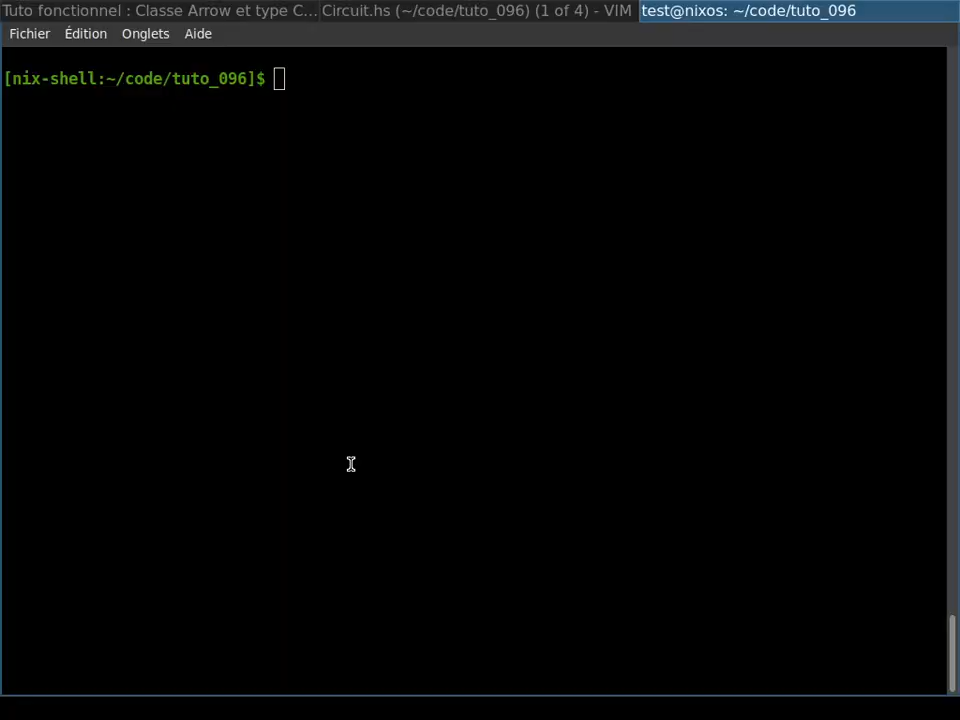 Tuto fonctionnel : Classe Arrow et type C... Circuit.hs (~/code/tuto_096) (1 of 4) - VIM test@nixos: ~/code/tuto_096
Fichier Édition Onglets Aide
[nix-shell:~/code/tuto_096]$